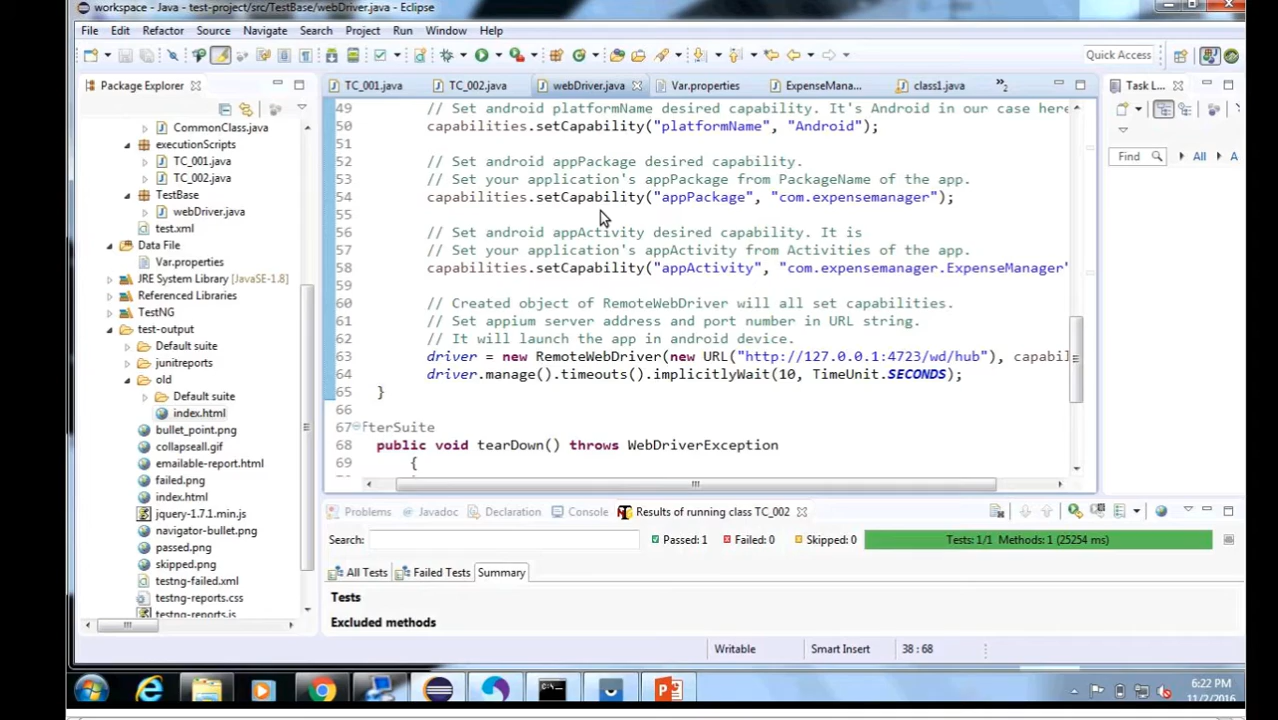 workspace - Java - test-project/src/TestBase/webDriver.java - Eclipse
File Edit Refactor Source Navigate Search Project Run Window Help
Quick Access
Package Explorer
CommonClass.java
executionScripts
TC_001.java
TC_002.java
TestBase
webDriver.java
test.xml
Data File
Var.properties
JRE System Library [JavaSE-1.8]
Referenced Libraries
TestNG
test-output
Default suite
junitreports
old
Default suite
index.html
bullet_point.png
collapseall.gif
emailable-report.html
failed.png
index.html
jquery-1.7.1.min.js
navigator-bullet.png
passed.png
skipped.png
testng-failed.xml
testng-reports.css
testng-reports.js
TC_001.java TC_002.java webDriver.java Var.properties ExpenseMana... class1.java »2
49 // Set android platformName desired capability. It's Android in our case here
50 capabilities.setCapability("platformName", "Android");
51
52 // Set android appPackage desired capability.
53 // Set your application's appPackage from PackageName of the app.
54 capabilities.setCapability("appPackage", "com.expensemanager");
55
56 // Set android appActivity desired capability. It is
57 // Set your application's appActivity from Activities of the app.
58 capabilities.setCapability("appActivity", "com.expensemanager.ExpenseManager"
59
60 // Created object of RemoteWebDriver will all set capabilities.
61 // Set appium server address and port number in URL string.
62 // It will launch the app in android device.
63 driver = new RemoteWebDriver(new URL("http://127.0.0.1:4723/wd/hub"), capabil
64 driver.manage().timeouts().implicitlyWait(10, TimeUnit.SECONDS);
65 }
66
67 fterSuite
68 public void tearDown() throws WebDriverException
69 {
Task L...
Find All A
Problems Javadoc Declaration Console Results of running class TC_002
Search: Passed: 1 Failed: 0 Skipped: 0 Tests: 1/1 Methods: 1 (25254 ms)
All Tests Failed Tests Summary
Tests
Excluded methods
Writable Smart Insert 38 : 68
6:22 PM
11/2/2016